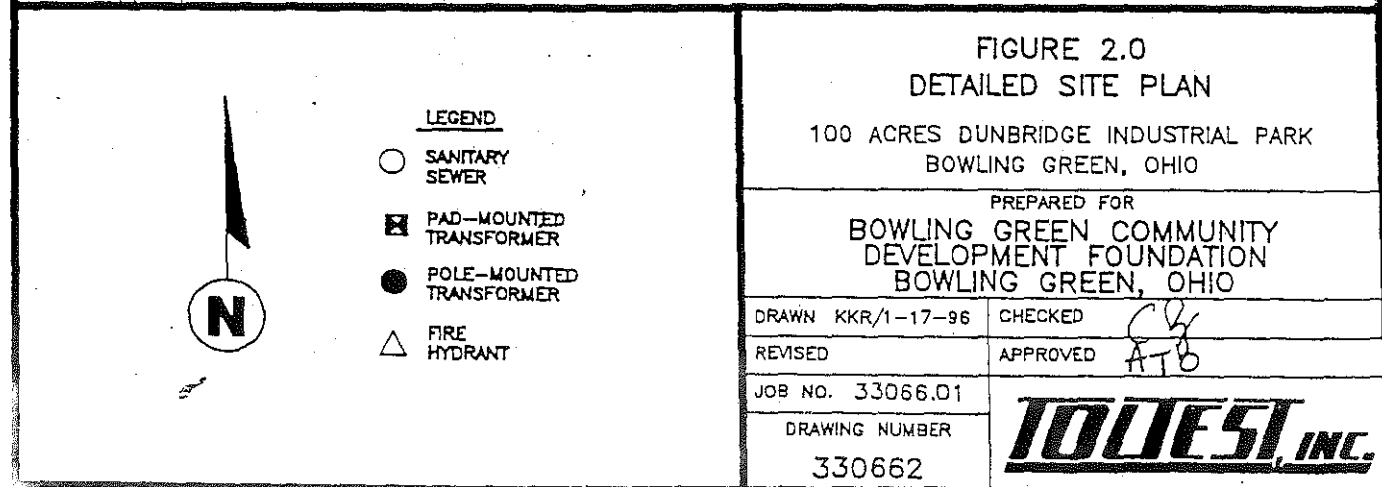 LEGEND
SANITARY
SEWER
PAD-MOUNTED
TRANSFORMER
POLE-MOUNTED
TRANSFORMER
FIRE
HYDRANT
N
FIGURE 2.0
DETAILED SITE PLAN
100 ACRES DUNBRIDGE INDUSTRIAL PARK
BOWLING GREEN, OHIO
PREPARED FOR
BOWLING GREEN COMMUNITY
DEVELOPMENT FOUNDATION
BOWLING GREEN, OHIO
DRAWN KKR/1-17-96
CHECKED
REVISED
APPROVED ATB
JOB NO. 33066.01
DRAWING NUMBER
330662
TOLTEST, INC.